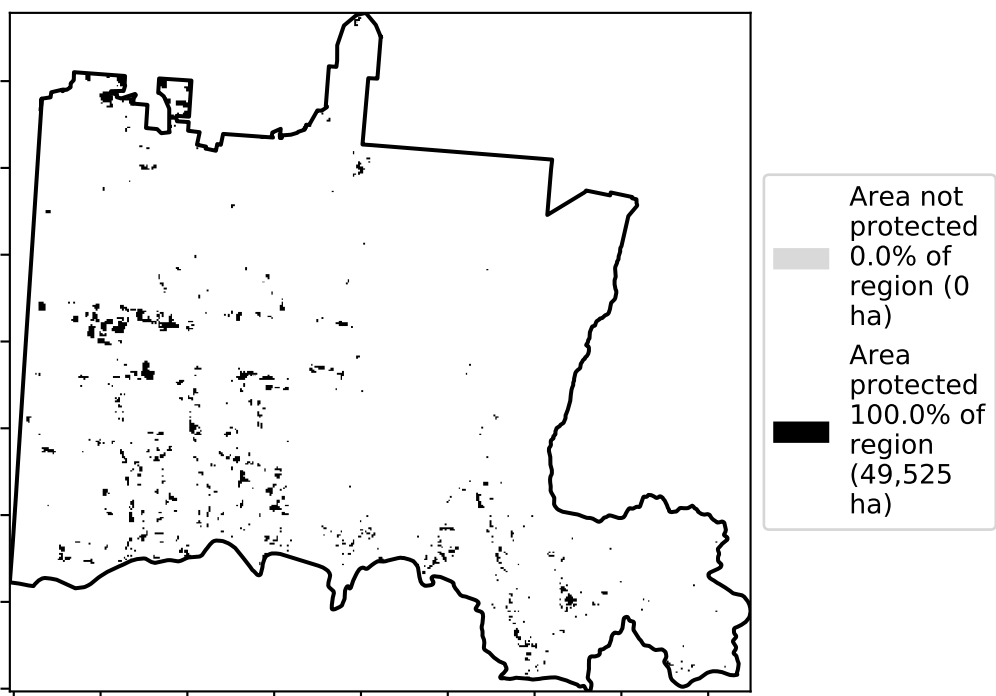 Area not
protected
0.0% of
region (0
ha)
Area
protected
100.0% of
region
(49,525
ha)